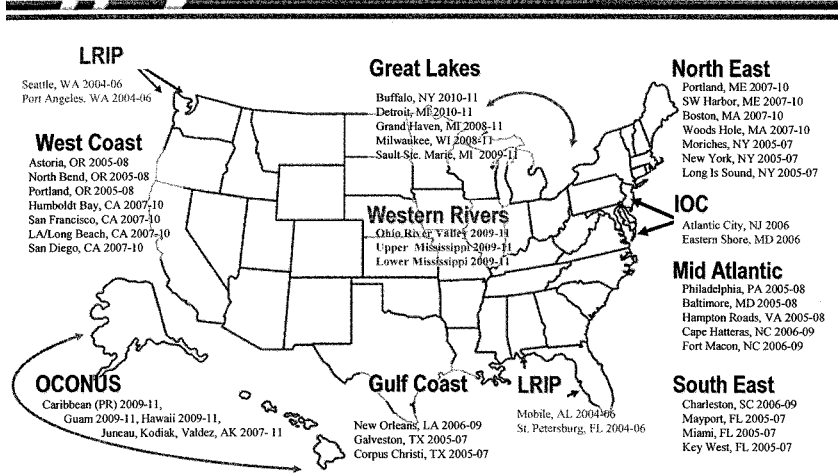 LRIP
Seattle, WA 2004-06
Port Angeles, WA 2004-06
West Coast
Astoria, OR 2005-08
North Bend, OR 2005-08
Portland, OR 2005-08
Humboldt Bay, CA 2007-10
San Francisco, CA 2007-10
LA/Long Beach, CA 2007-10
San Diego, CA 2007-10
Great Lakes
Buffalo, NY 2010-11
Detroit, MI 2010-11
Grand Haven, MI 2008-11
Milwaukee, WI 2008-11
Sault Ste. Marie, MI 2009-11
Western Rivers
Ohio River Valley 2009-11
Upper Mississippi 2009-11
Lower Mississippi 2009-11
North East
Portland, ME 2007-10
SW Harbor, ME 2007-10
Boston, MA 2007-10
Woods Hole, MA 2007-10
Moriches, NY 2005-07
New York, NY 2005-07
Long Is Sound, NY 2005-07
IOC
Atlantic City, NJ 2006
Eastern Shore, MD 2006
Mid Atlantic
Philadelphia, PA 2005-08
Baltimore, MD 2005-08
Hampton Roads, VA 2005-08
Cape Hatteras, NC 2006-09
Fort Macon, NC 2006-09
OCONUS
Caribbean (PR) 2009-11,
Guam 2009-11, Hawaii 2009-11,
Juneau, Kodiak, Valdez, AK 2007- 11
Gulf Coast
New Orleans, LA 2006-09
Galveston, TX 2005-07
Corpus Christi, TX 2005-07
LRIP
Mobile, AL 2004-06
St. Petersburg, FL 2004-06
South East
Charleston, SC 2006-09
Mayport, FL 2005-07
Miami, FL 2005-07
Key West, FL 2005-07